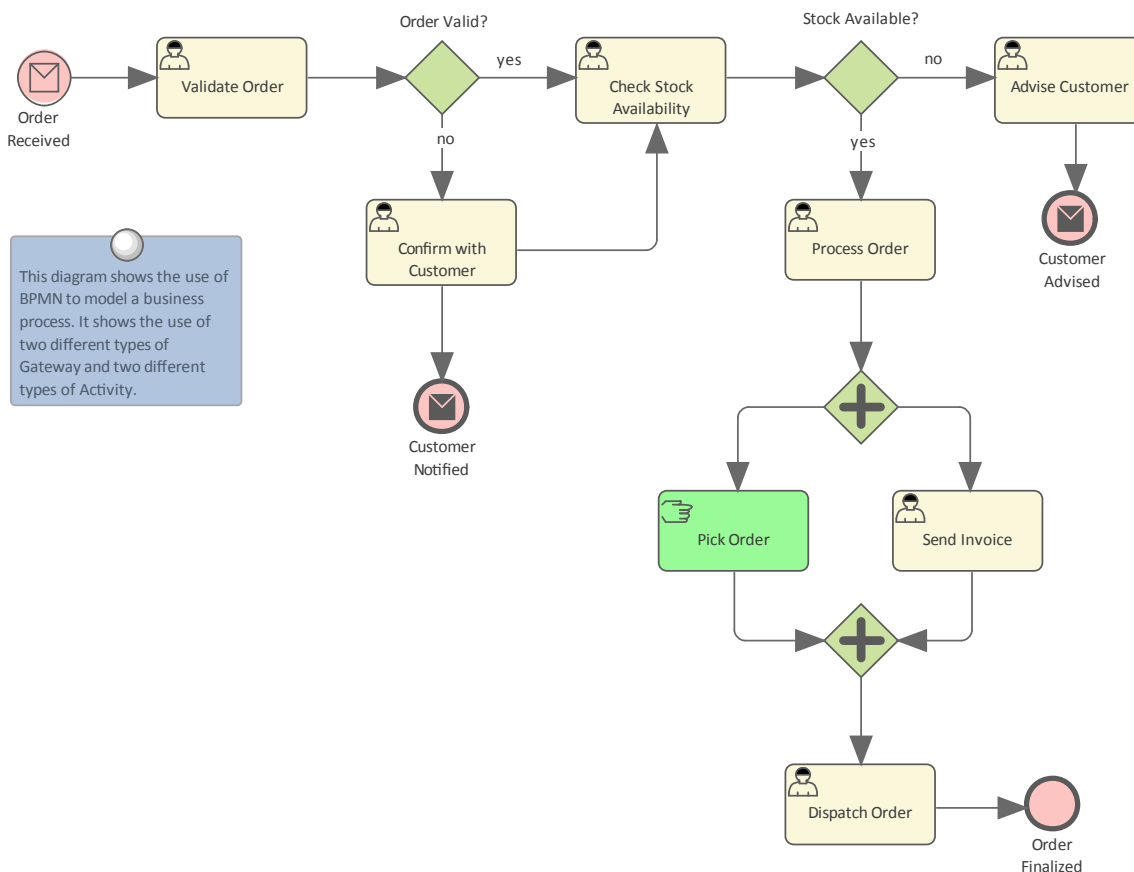 Order Valid?
Stock Available?
Validate Order
yes
Check Stock
Availability
no
Advise Customer
Order
Received
no
yes
Confirm with
Customer
Process Order
This diagram shows the use of
BPMN to model a business
process. It shows the use of
two different types of
Gateway and two different
types of Activity.
Customer
Advised
Customer
Notified
Pick Order
Send Invoice
Dispatch Order
Order
Finalized